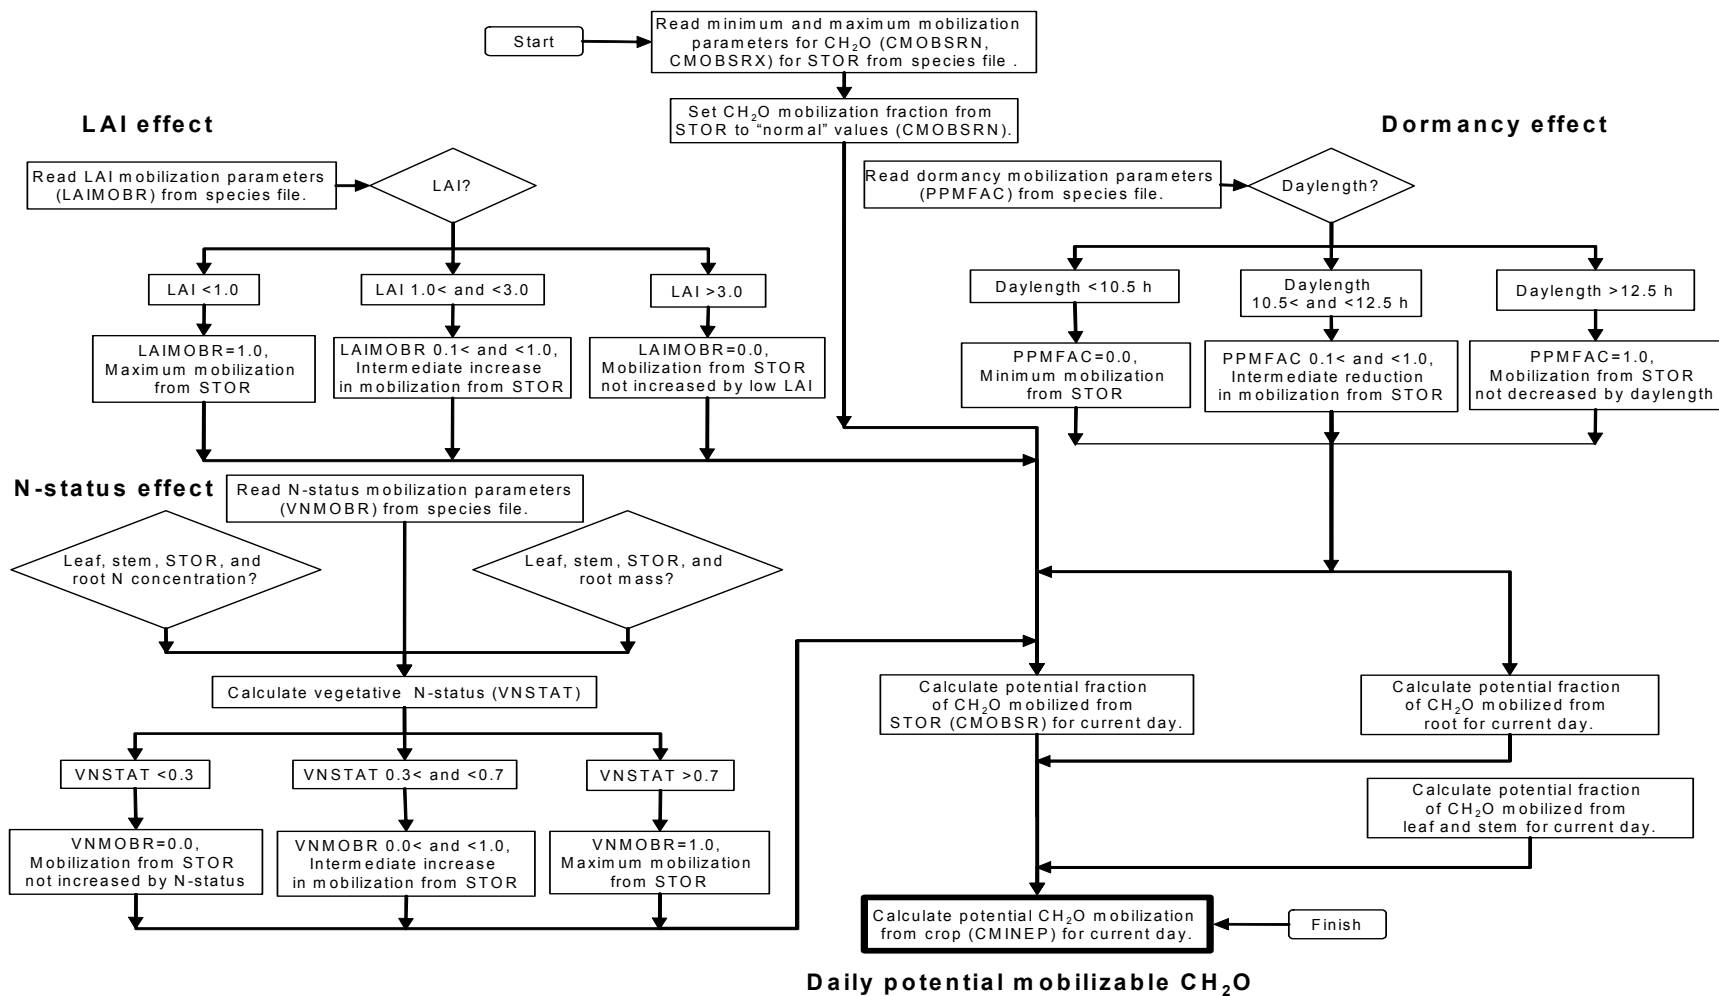 Start
Read minimum and maximum mobilization
parameters for CH₂O (CMOBSRN,
CMOBSRX) for STOR from species file .
Set CH₂O mobilization fraction from
STOR to “normal” values (CMOBSRN).
LAI effect
Read LAI mobilization parameters
(LAIMOBR) from species file.
LAI?
LAI <1.0
LAI 1.0< and <3.0
LAI >3.0
LAIMOBR=1.0,
Maximum mobilization
from STOR
LAIMOBR 0.1< and <1.0,
Intermediate increase
in mobilization from STOR
LAIMOBR=0.0,
Mobilization from STOR
not increased by low LAI
Dormancy effect
Read dormancy mobilization parameters
(PPMFAC) from species file.
Daylength?
Daylength <10.5 h
Daylength
10.5< and <12.5 h
Daylength >12.5 h
PPMFAC=0.0,
Minimum mobilization
from STOR
PPMFAC 0.1< and <1.0,
Intermediate reduction
in mobilization from STOR
PPMFAC=1.0,
Mobilization from STOR
not decreased by daylength
N-status effect
Read N-status mobilization parameters
(VNMOBR) from species file.
Leaf, stem, STOR, and
root N concentration?
Leaf, stem, STOR, and
root mass?
Calculate vegetative N-status (VNSTAT)
VNSTAT <0.3
VNSTAT 0.3< and <0.7
VNSTAT >0.7
VNMOBR=0.0,
Mobilization from STOR
not increased by N-status
VNMOBR 0.0< and <1.0,
Intermediate increase
in mobilization from STOR
VNMOBR=1.0,
Maximum mobilization
from STOR
Calculate potential fraction
of CH₂O mobilized from
STOR (CMOBSR) for current day.
Calculate potential fraction
of CH₂O mobilized from
root for current day.
Calculate potential fraction
of CH₂O mobilized from
leaf and stem for current day.
Calculate potential CH₂O mobilization
from crop (CMINEP) for current day.
Finish
Daily potential mobilizable CH₂O